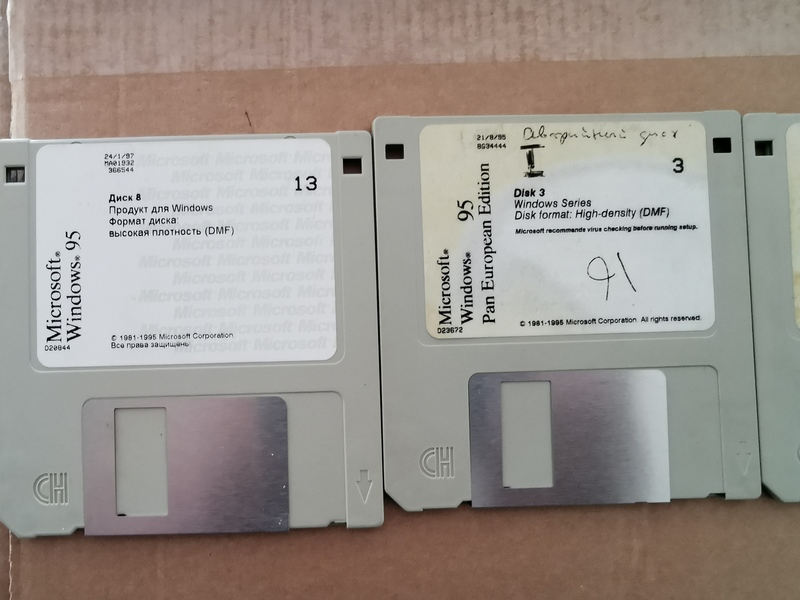 24/1/97
MA01932
366544
13
Диск 8
Продукт для Windows
Формат диска:
высокая плотность (DMF)
Microsoft®
Windows® 95
D20844
© 1981-1995 Microsoft Corporation
Все права защищены
CH
21/8/95
BG34444
диск
I
3
Disk 3
Windows Series
Disk format: High-density (DMF)
Microsoft recommends virus checking before running setup.
Microsoft®
Windows® 95
Pan European Edition
D23672
© 1981-1995 Microsoft Corporation. All rights reserved.
CH